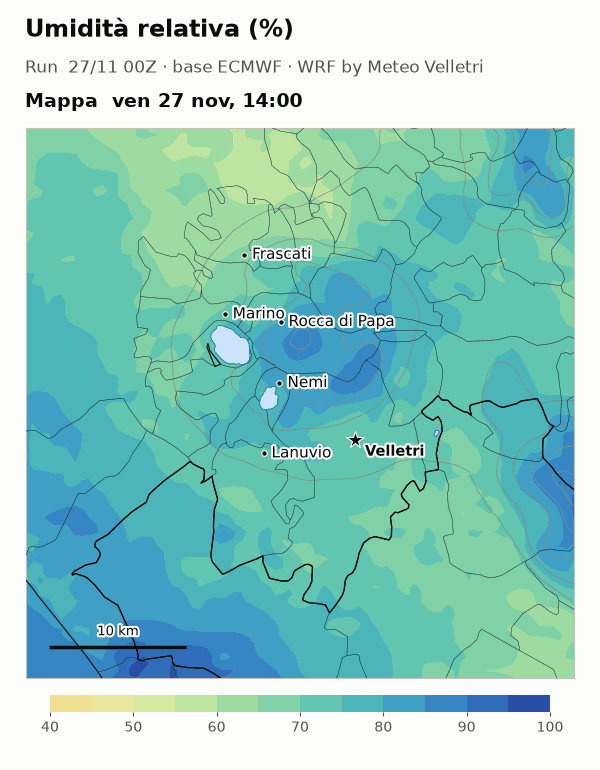 Umidità relativa (%)
Run  27/11 00Z · base ECMWF · WRF by Meteo Velletri
Mappa  ven 27 nov, 14:00
Frascati
Marino
Rocca di Papa
Nemi
Velletri
Lanuvio
10 km
40 50 60 70 80 90 100